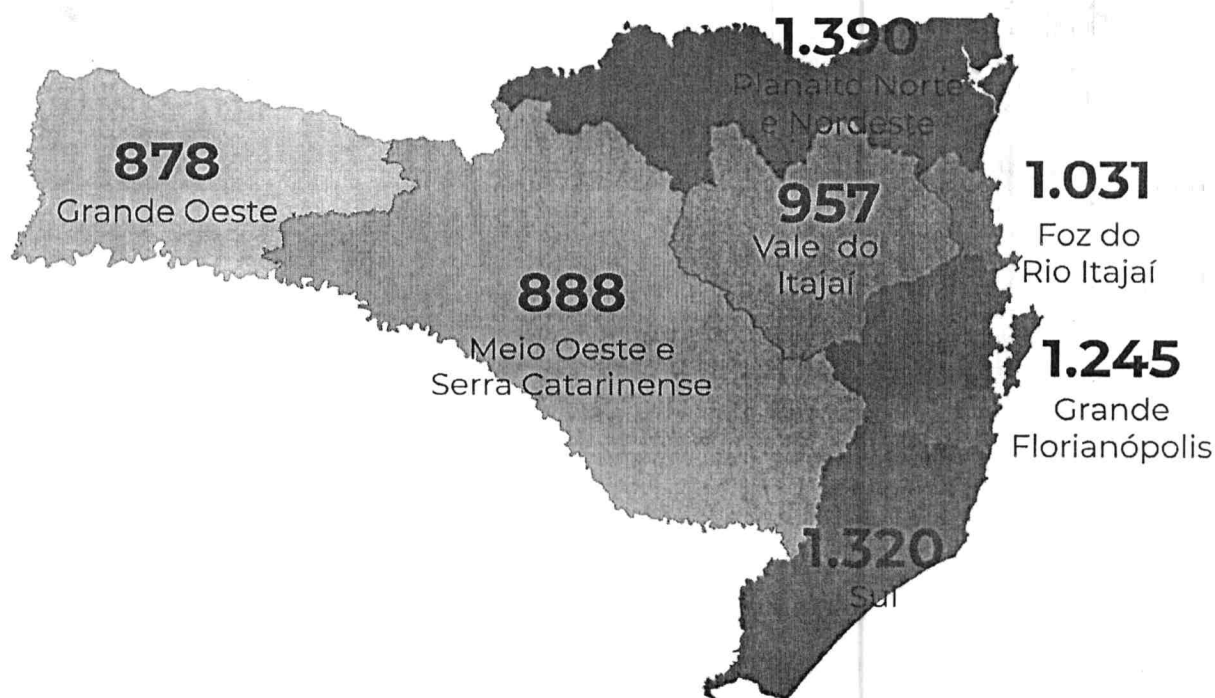 1.390
Planalto Norte
e Nordeste
878
Grande Oeste
957
Vale do
Itajaí
1.031
Foz do
Rio Itajaí
888
Meio Oeste e
Serra Catarinense
1.245
Grande
Florianópolis
1.320
Sul